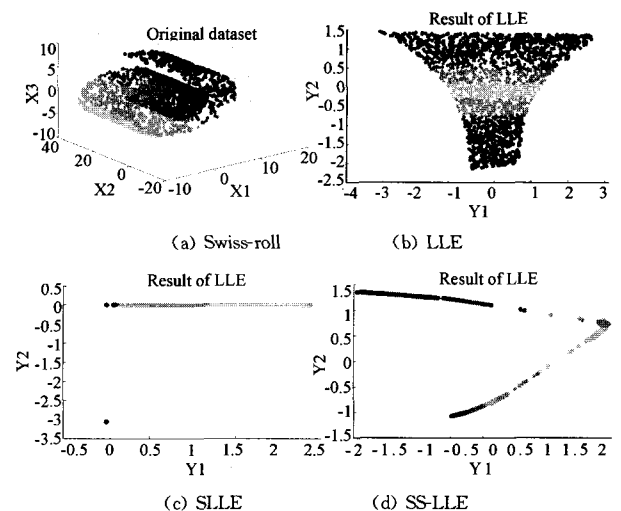 Original dataset
10
5
0
-5
-10
X3
40
20
0
-20
X2
-10
0
10
20
X1
(a) Swiss-roll
Result of LLE
1.5
1
0.5
0
-0.5
-1
-1.5
-2
-2.5
Y2
-4 -3 -2 -1 0 1 2 3
Y1
(b) LLE
Result of LLE
0.5
0
-0.5
-1
-1.5
-2
-2.5
-3
-3.5
Y2
-0.5 0 0.5 1 1.5 2 2.5
Y1
(c) SLLE
Result of LLE
1.5
1
0.5
0
-0.5
-1
-1.5
Y2
-2 -1.5 -1 -0.5 0 0.5 1 1.5 2
Y1
(d) SS-LLE